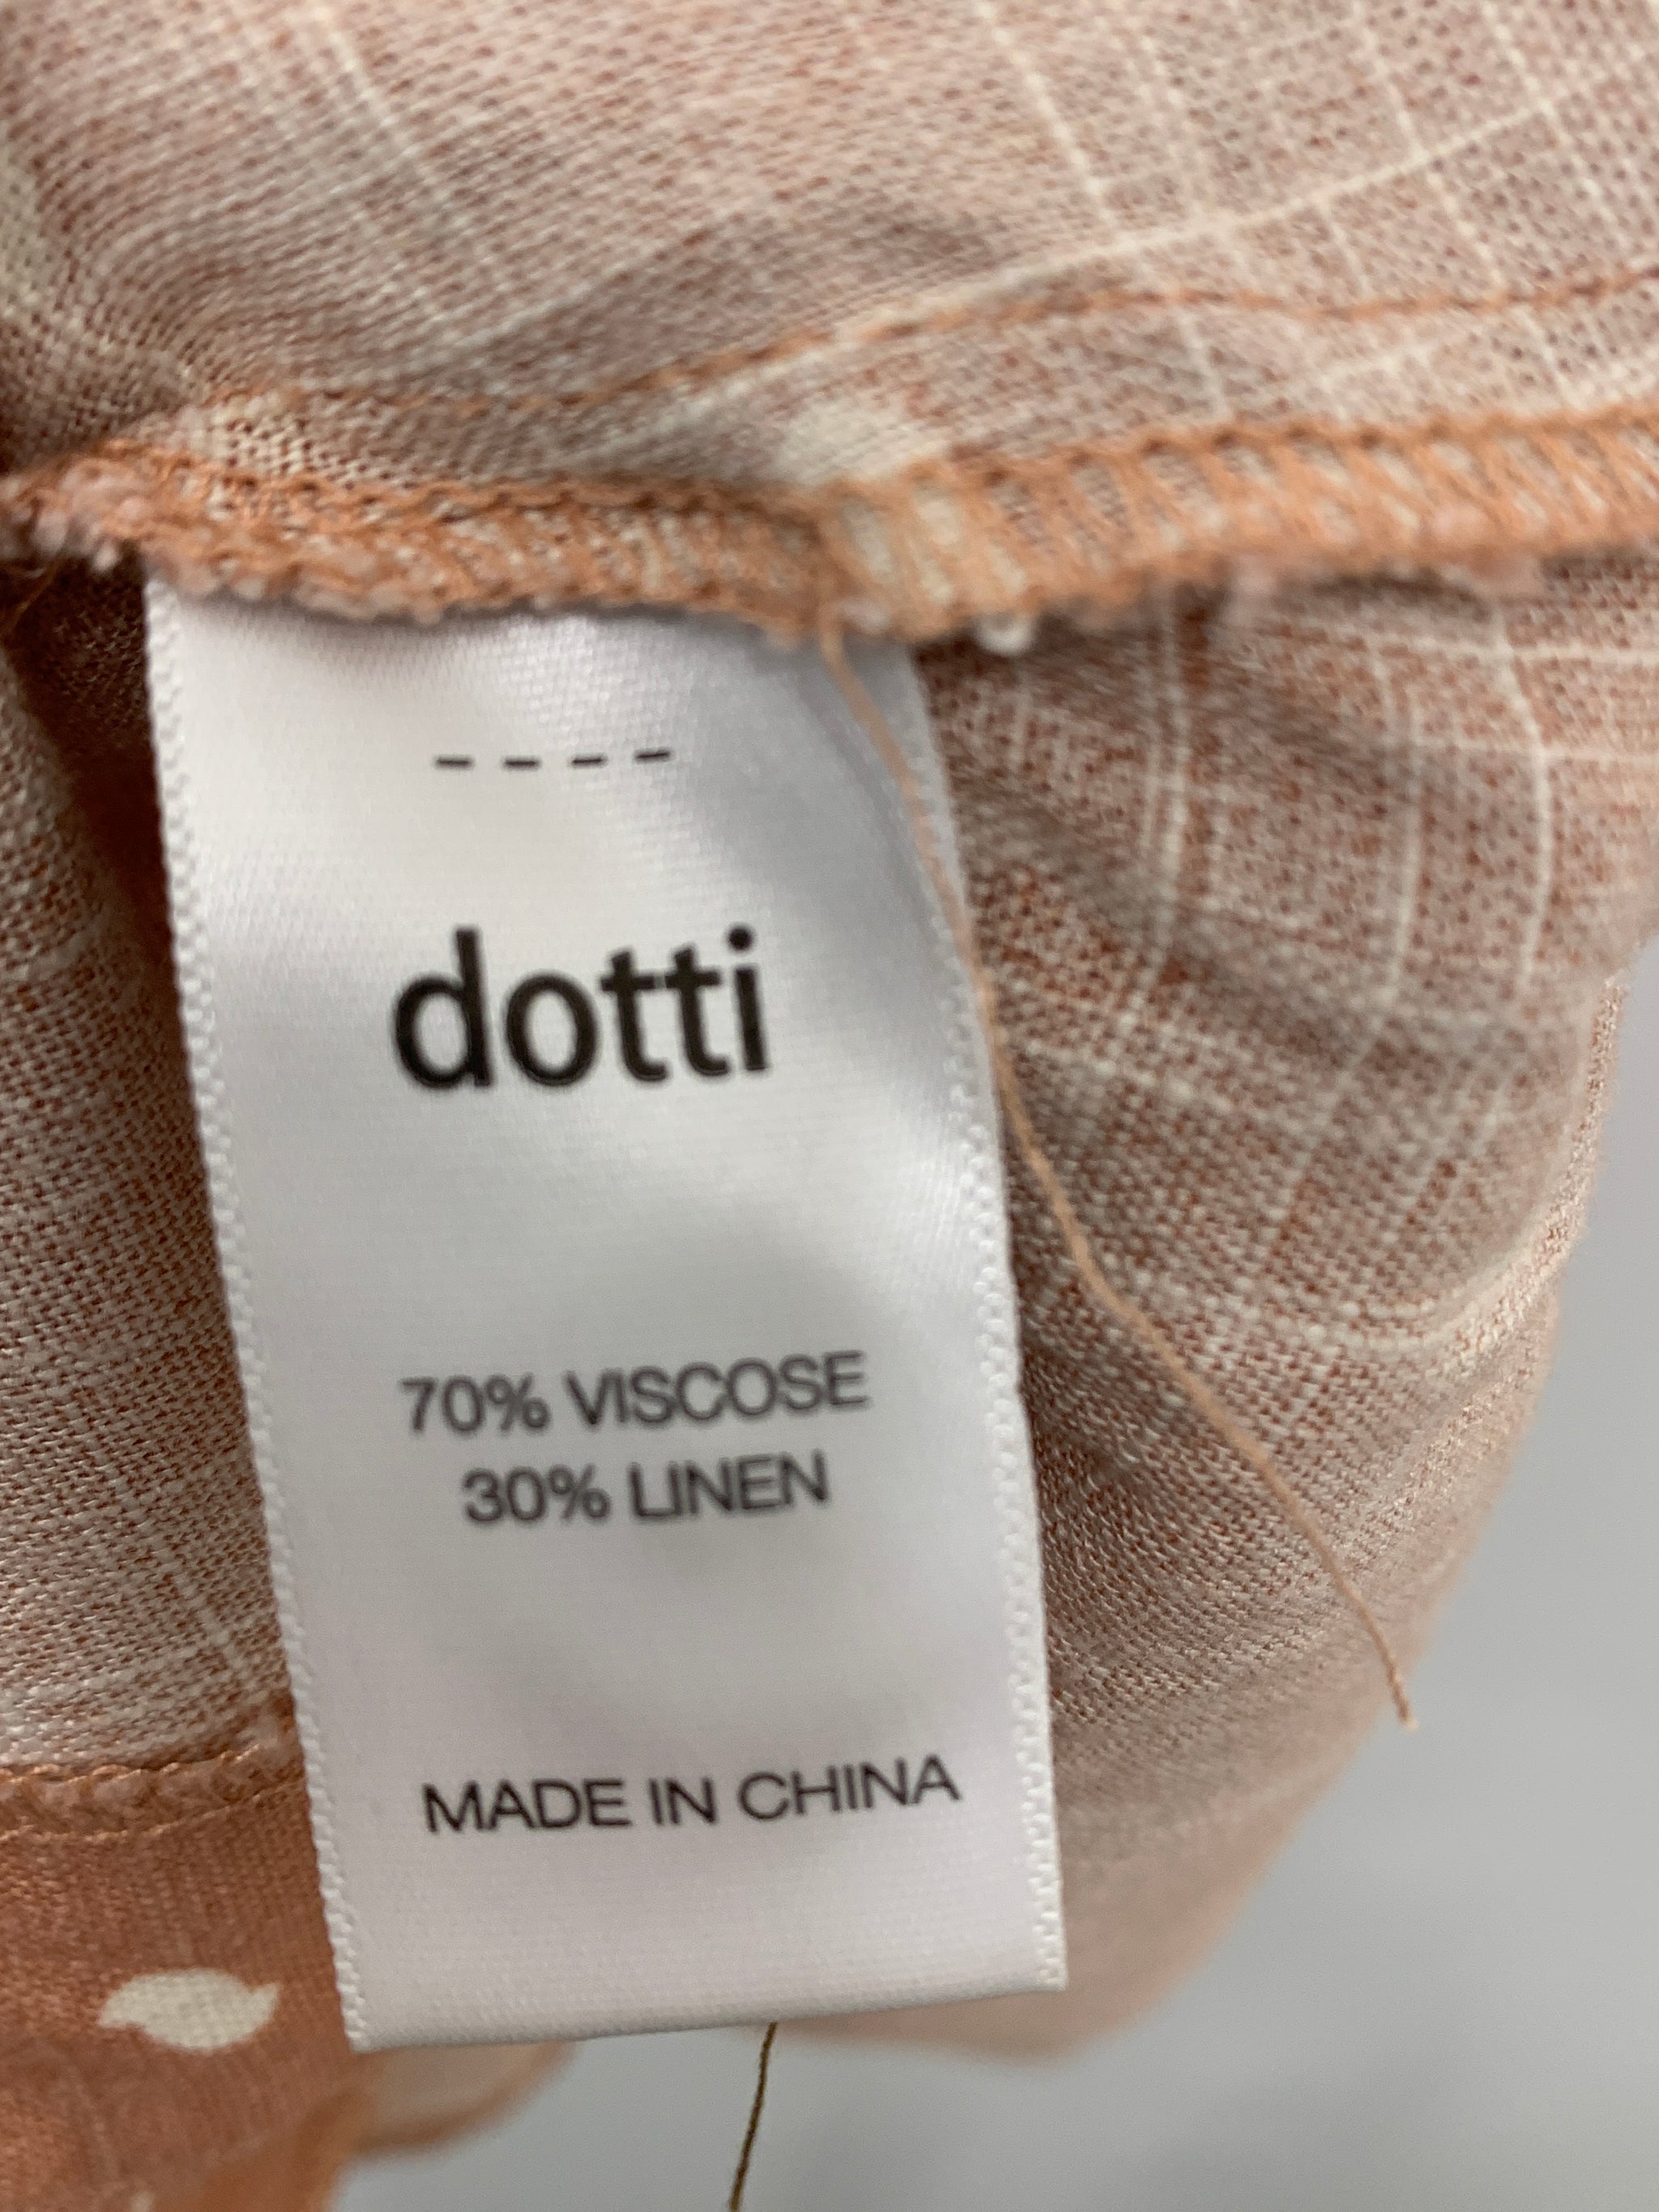 dotti
70% VISCOSE
30% LINEN
MADE IN CHINA